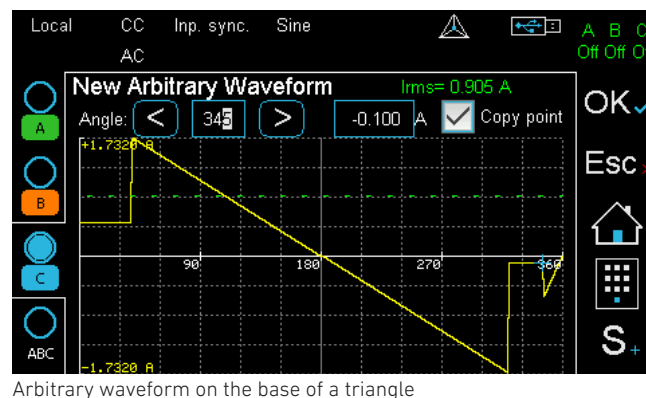 Local CC Inp. sync. Sine A B C
AC Off Off O
New Arbitrary Waveform Irms= 0.905 A
Angle: < 345 > -0.100 A Copy point
OK
A
+1.7320 A
Esc
B
90 180 270 360
C
ABC
S+
-1.7320 A
Arbitrary waveform on the base of a triangle